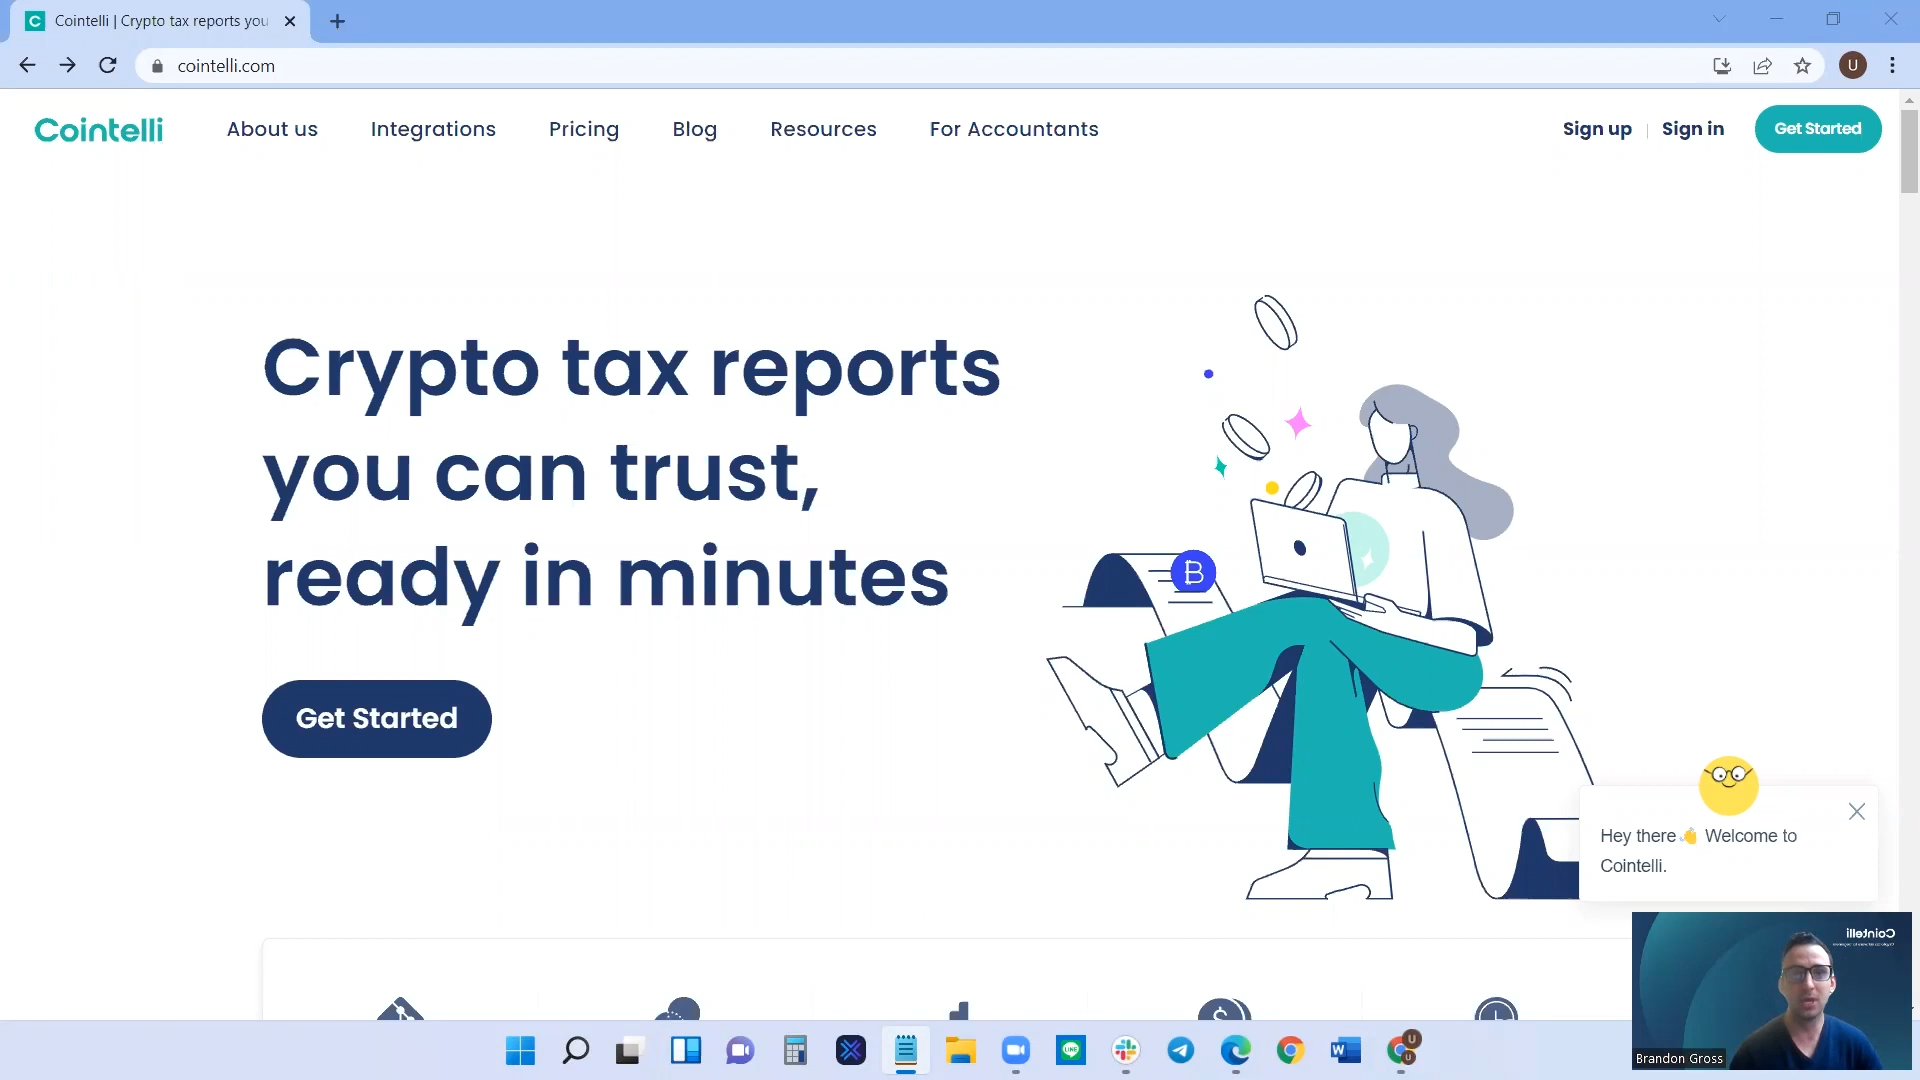 Cointelli | Crypto tax reports you
cointelli.com
U
Cointelli
About us
Integrations
Pricing
Blog
Resources
For Accountants
Sign up
Sign in
Get Started
Crypto tax reports
you can trust,
ready in minutes
Get Started
Hey there 👋 Welcome to
Cointelli.
Cointelli
Brandon Gross